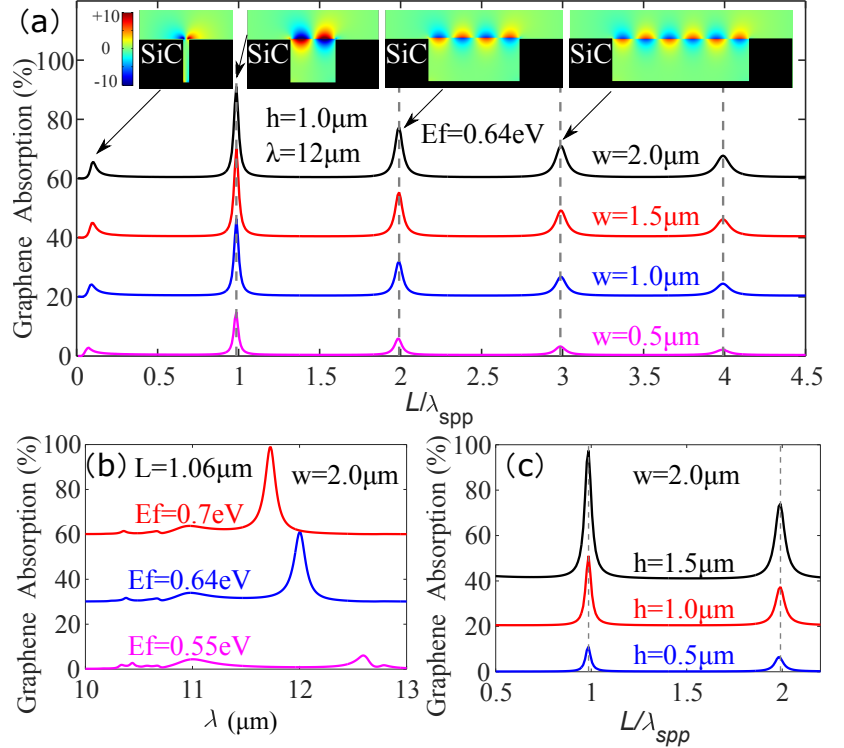 (a)
+10
0
-10
SiC
SiC
SiC
SiC
h=1.0μm
λ=12μm
Ef=0.64eV
w=2.0μm
w=1.5μm
w=1.0μm
w=0.5μm
Graphene Absorption (%)
120
100
80
60
40
20
0
0 0.5 1 1.5 2 2.5 3 3.5 4 4.5
L/λspp
(b)
L=1.06μm
w=2.0μm
Ef=0.7eV
Ef=0.64eV
Ef=0.55eV
Graphene Absorption (%)
100
80
60
40
20
0
10 11 12 13
λ (μm)
(c)
w=2.0μm
h=1.5μm
h=1.0μm
h=0.5μm
Graphene Absorption (%)
100
80
60
40
20
0
0.5 1 1.5 2
L/λspp